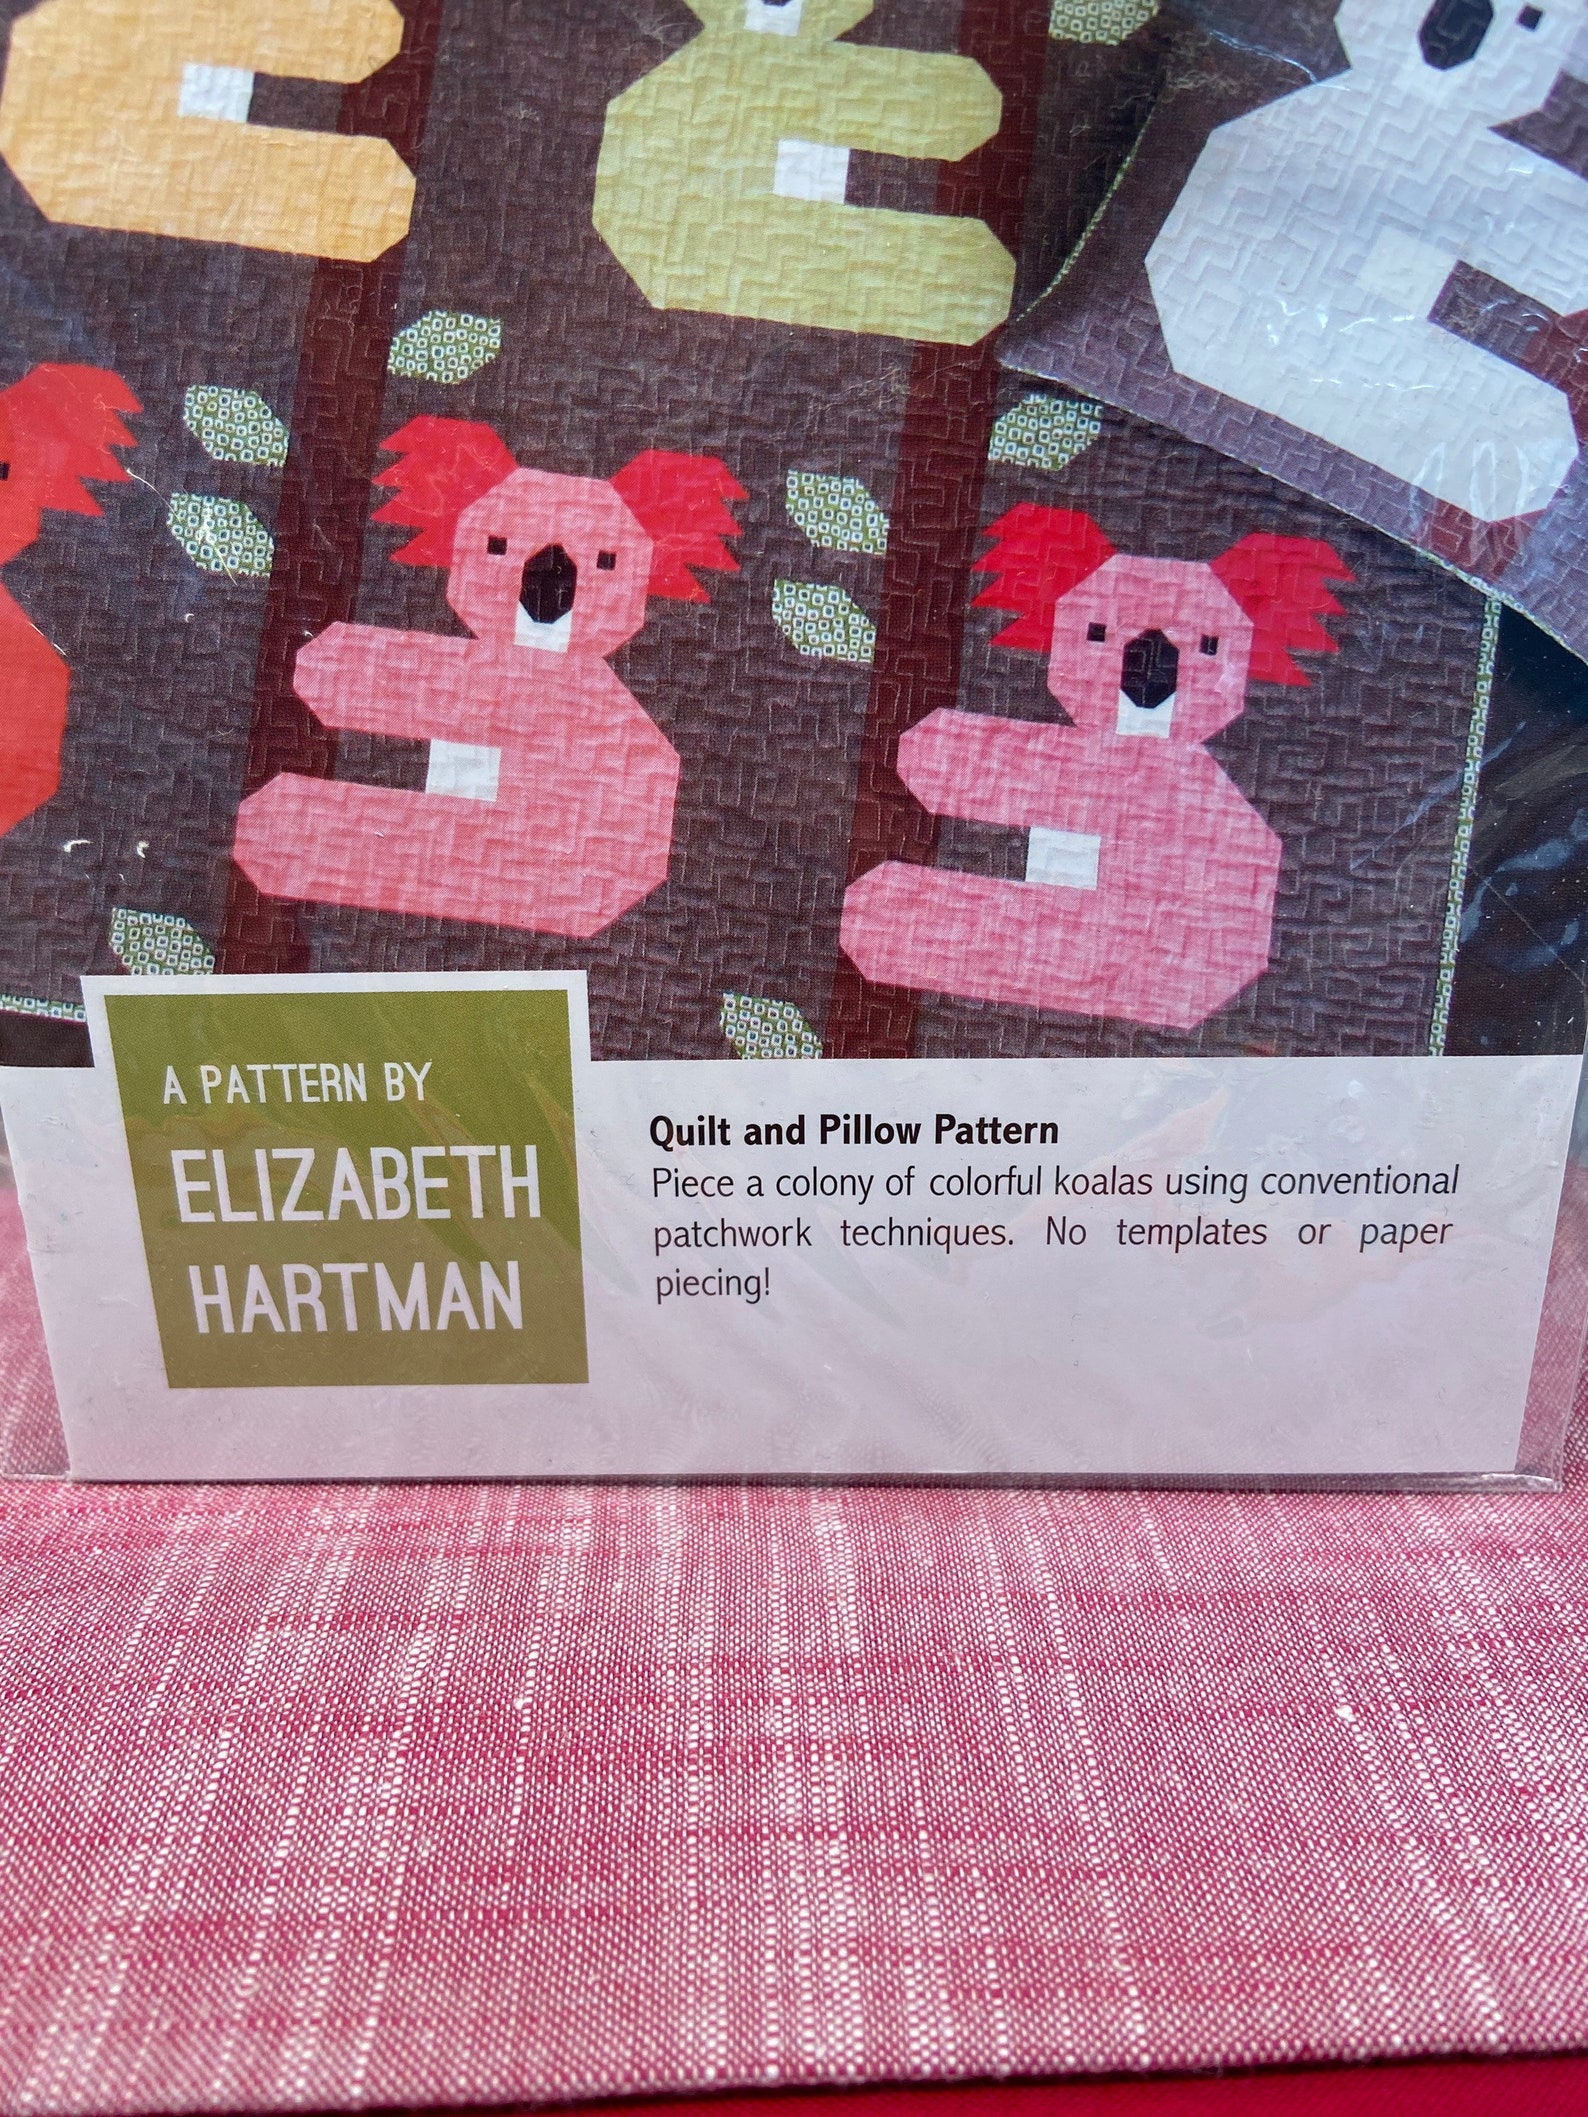 A PATTERN BY
ELIZABETH
HARTMAN
Quilt and Pillow Pattern
Piece a colony of colorful koalas using conventional
patchwork techniques. No templates or paper
piecing!